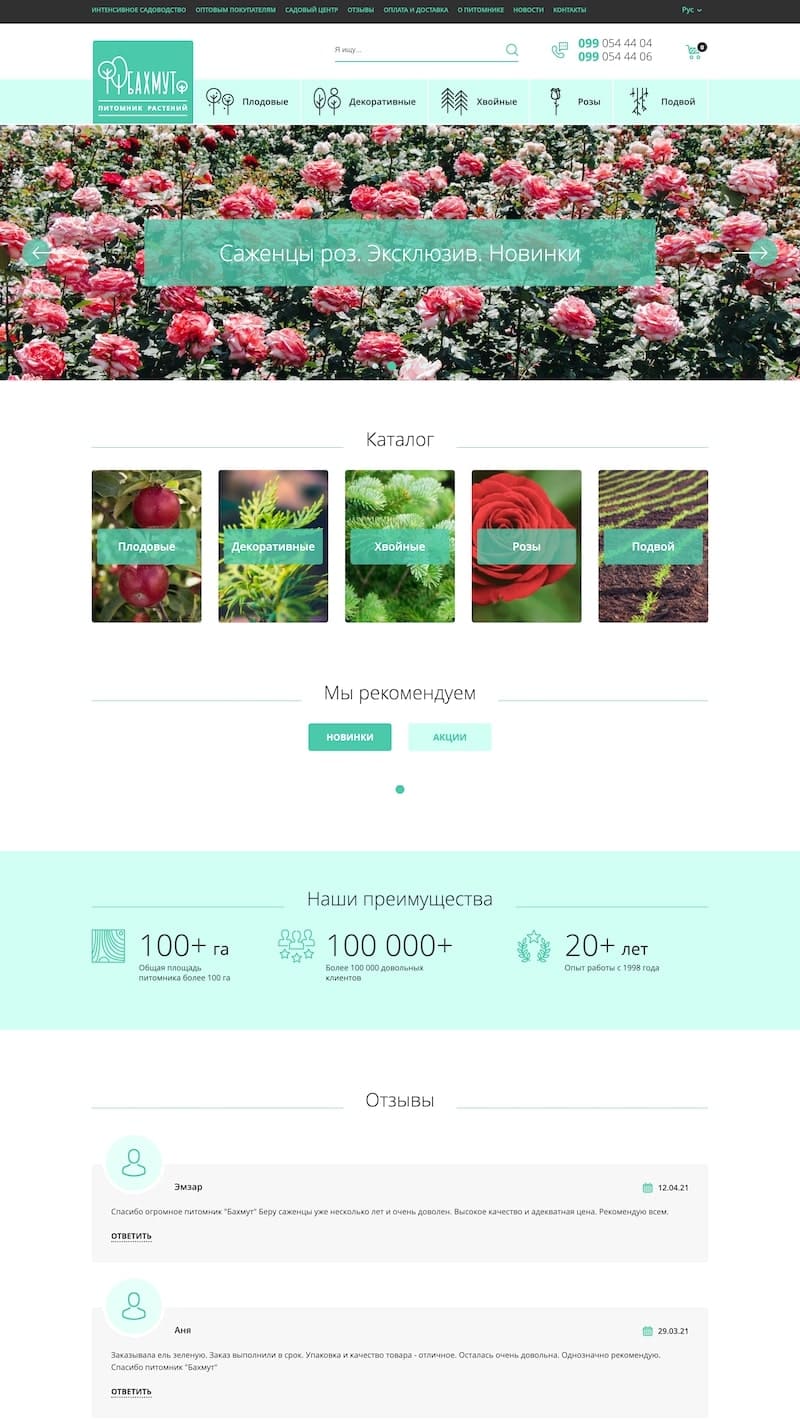 ИНТЕНСИВНОЕ САДОВОДСТВО ОПТОВЫМ ПОКУПАТЕЛЯМ САДОВЫЙ ЦЕНТР ОТЗЫВЫ ОПЛАТА И ДОСТАВКА О ПИТОМНИКЕ НОВОСТИ КОНТАКТЫ Рус
Я ищу...
099 054 44 04
099 054 44 06
0
БАХМУТ
ПИТОМНИК РАСТЕНИЙ
Плодовые Декоративные Хвойные Розы Подвой
Саженцы роз. Эксклюзив. Новинки
Каталог
Плодовые Декоративные Хвойные Розы Подвой
Мы рекомендуем
НОВИНКИ АКЦИИ
Наши преимущества
100+ га
Общая площадь
питомника более 100 га
100 000+
Более 100 000 довольных
клиентов
20+ лет
Опыт работы с 1998 года
Отзывы
Эмзар 12.04.21
Спасибо огромное питомник "Бахмут" Беру саженцы уже несколько лет и очень доволен. Высокое качество и адекватная цена. Рекомендую всем.
ОТВЕТИТЬ
Аня 29.03.21
Заказывала ель зеленую. Заказ выполнили в срок. Упаковка и качество товара - отличное. Осталась очень довольна. Однозначно рекомендую.
Спасибо питомник "Бахмут"
ОТВЕТИТЬ